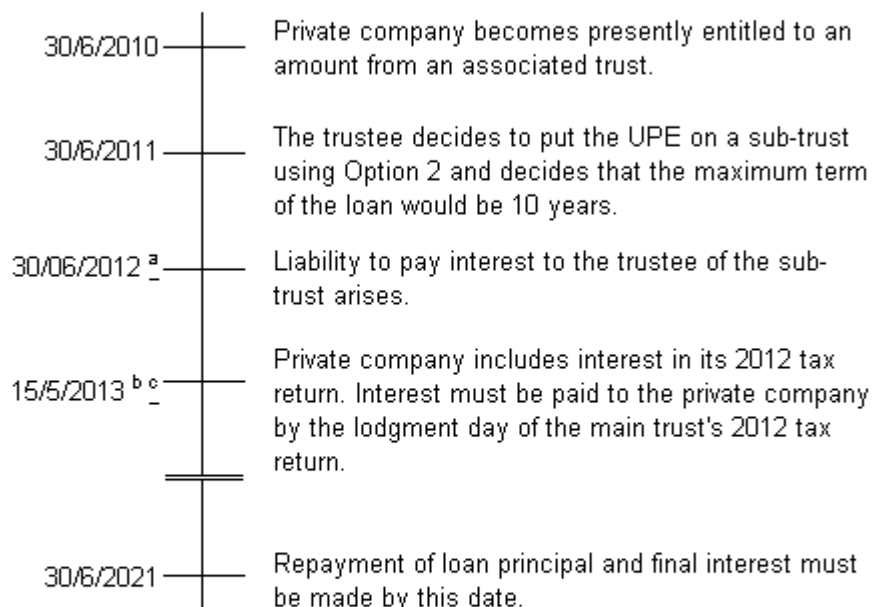 30/6/2010
Private company becomes presently entitled to an
amount from an associated trust.
30/6/2011
The trustee decides to put the UPE on a sub-trust
using Option 2 and decides that the maximum term
of the loan would be 10 years.
30/06/2012 a
Liability to pay interest to the trustee of the sub-
trust arises.
15/5/2013 b c
Private company includes interest in its 2012 tax
return. Interest must be paid to the private company
by the lodgment day of the main trust's 2012 tax
return.
30/6/2021
Repayment of loan principal and final interest must
be made by this date.